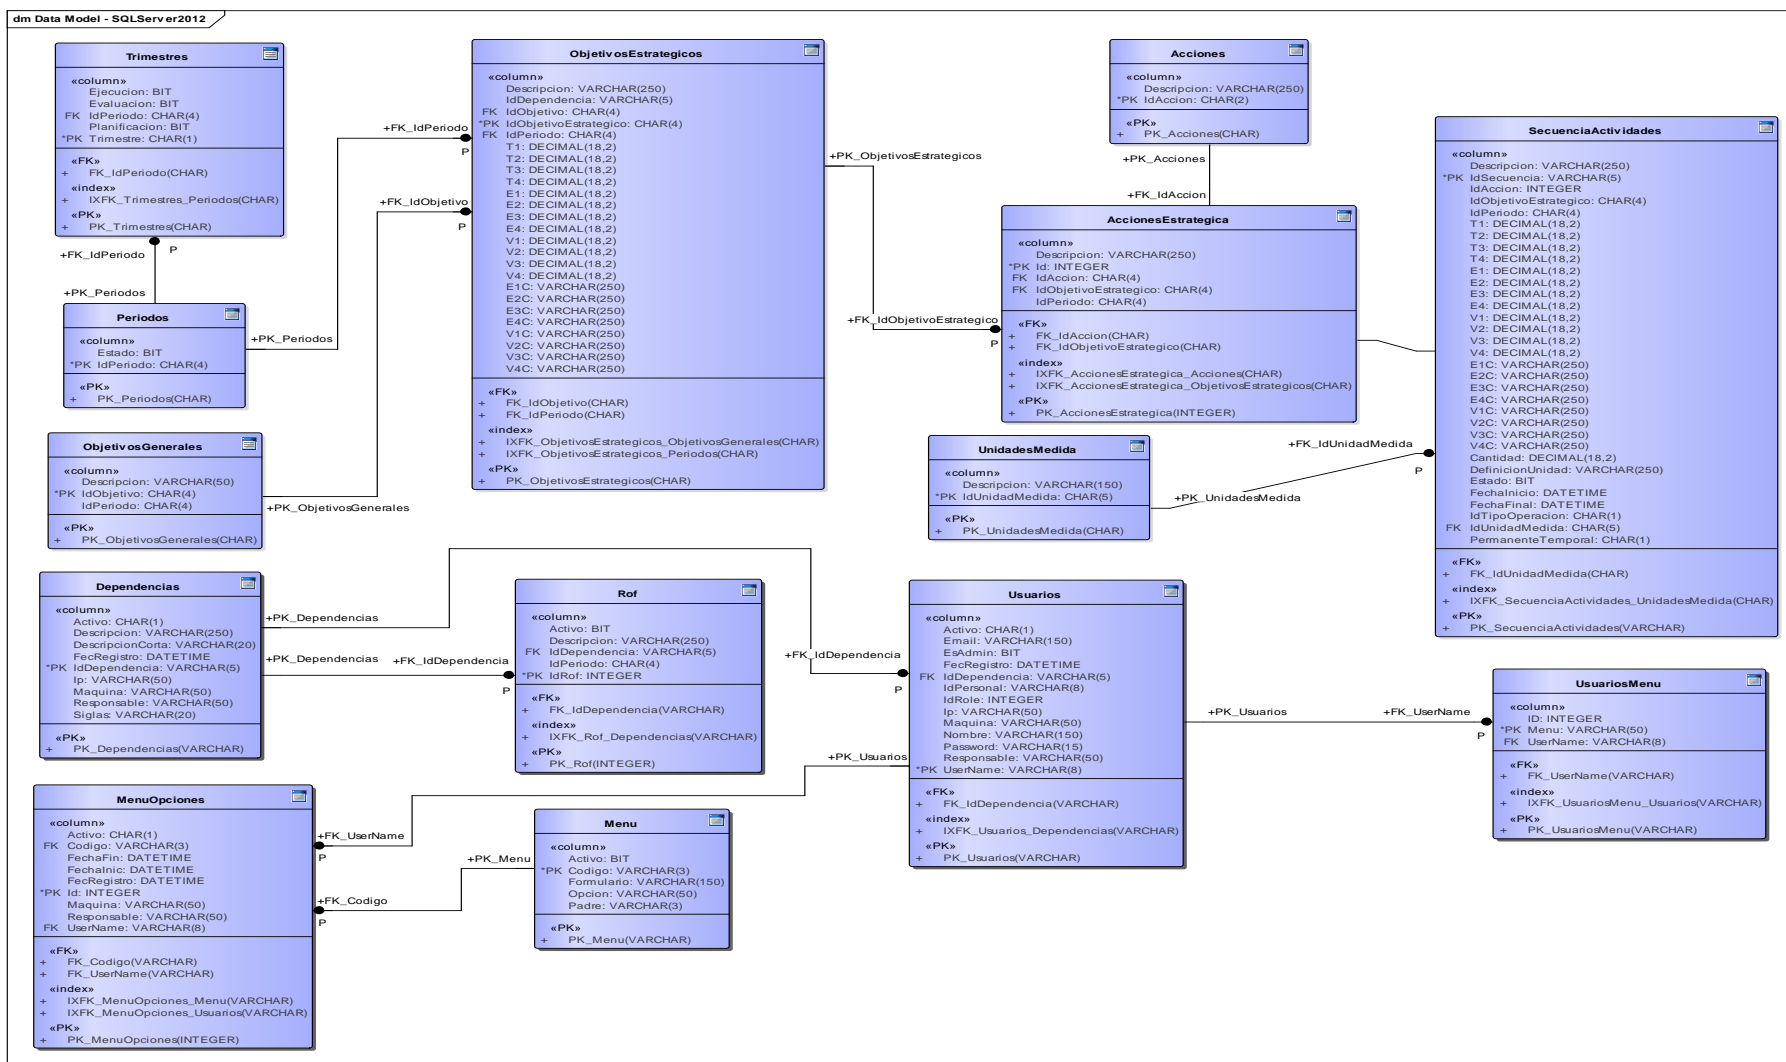 dm Data Model - SQLServer2012
Trimestres
«column»
Ejecucion: BIT
Evaluacion: BIT
FK IdPeriodo: CHAR(4)
Planificacion: BIT
*PK Trimestre: CHAR(1)
«FK»
+ FK_IdPeriodo(CHAR)
«index»
+ IXFK_Trimestres_Periodos(CHAR)
«PK»
+ PK_Trimestres(CHAR)
+FK_IdPeriodo
P
+PK_Periodos
Periodos
«column»
Estado: BIT
*PK IdPeriodo: CHAR(4)
«PK»
+ PK_Periodos(CHAR)
+PK_Periodos
+FK_IdPeriodo
P
+FK_IdObjetivo
P
ObjetivosGenerales
«column»
Descripcion: VARCHAR(50)
*PK IdObjetivo: CHAR(4)
IdPeriodo: CHAR(4)
«PK»
+ PK_ObjetivosGenerales(CHAR)
+PK_ObjetivosGenerales
ObjetivosEstrategicos
«column»
Descripcion: VARCHAR(250)
IdDependencia: VARCHAR(5)
FK IdObjetivo: CHAR(4)
*PK IdObjetivoEstrategico: CHAR(4)
FK IdPeriodo: CHAR(4)
T1: DECIMAL(18,2)
T2: DECIMAL(18,2)
T3: DECIMAL(18,2)
T4: DECIMAL(18,2)
E1: DECIMAL(18,2)
E2: DECIMAL(18,2)
E3: DECIMAL(18,2)
E4: DECIMAL(18,2)
V1: DECIMAL(18,2)
V2: DECIMAL(18,2)
V3: DECIMAL(18,2)
V4: DECIMAL(18,2)
E1C: VARCHAR(250)
E2C: VARCHAR(250)
E3C: VARCHAR(250)
E4C: VARCHAR(250)
V1C: VARCHAR(250)
V2C: VARCHAR(250)
V3C: VARCHAR(250)
V4C: VARCHAR(250)
«FK»
+ FK_IdObjetivo(CHAR)
+ FK_IdPeriodo(CHAR)
«index»
+ IXFK_ObjetivosEstrategicos_ObjetivosGenerales(CHAR)
+ IXFK_ObjetivosEstrategicos_Periodos(CHAR)
«PK»
+ PK_ObjetivosEstrategicos(CHAR)
+PK_ObjetivosEstrategicos
+FK_IdObjetivoEstrategico
P
Acciones
«column»
Descripcion: VARCHAR(250)
*PK IdAccion: CHAR(2)
«PK»
+ PK_Acciones(CHAR)
+PK_Acciones
+FK_IdAccion
AccionesEstrategica
«column»
Descripcion: VARCHAR(250)
*PK Id: INTEGER
FK IdAccion: CHAR(4)
FK IdObjetivoEstrategico: CHAR(4)
IdPeriodo: CHAR(4)
«FK»
+ FK_IdAccion(CHAR)
+ FK_IdObjetivoEstrategico(CHAR)
«index»
+ IXFK_AccionesEstrategica_Acciones(CHAR)
+ IXFK_AccionesEstrategica_ObjetivosEstrategicos(CHAR)
«PK»
+ PK_AccionesEstrategica(INTEGER)
UnidadesMedida
«column»
Descripcion: VARCHAR(150)
*PK IdUnidadMedida: CHAR(5)
«PK»
+ PK_UnidadesMedida(CHAR)
+PK_UnidadesMedida
+FK_IdUnidadMedida
P
SecuenciaActividades
«column»
Descripcion: VARCHAR(250)
*PK IdSecuencia: VARCHAR(5)
IdAccion: INTEGER
IdObjetivoEstrategico: CHAR(4)
IdPeriodo: CHAR(4)
T1: DECIMAL(18,2)
T2: DECIMAL(18,2)
T3: DECIMAL(18,2)
T4: DECIMAL(18,2)
E1: DECIMAL(18,2)
E2: DECIMAL(18,2)
E3: DECIMAL(18,2)
E4: DECIMAL(18,2)
V1: DECIMAL(18,2)
V2: DECIMAL(18,2)
V3: DECIMAL(18,2)
V4: DECIMAL(18,2)
E1C: VARCHAR(250)
E2C: VARCHAR(250)
E3C: VARCHAR(250)
E4C: VARCHAR(250)
V1C: VARCHAR(250)
V2C: VARCHAR(250)
V3C: VARCHAR(250)
V4C: VARCHAR(250)
Cantidad: DECIMAL(18,2)
DefinicionUnidad: VARCHAR(250)
Estado: BIT
FechaInicio: DATETIME
FechaFinal: DATETIME
IdTipoOperacion: CHAR(1)
FK IdUnidadMedida: CHAR(5)
PermanenteTemporal: CHAR(1)
«FK»
+ FK_IdUnidadMedida(CHAR)
«index»
+ IXFK_SecuenciaActividades_UnidadesMedida(CHAR)
«PK»
+ PK_SecuenciaActividades(VARCHAR)
Dependencias
«column»
Activo: CHAR(1)
Descripcion: VARCHAR(250)
DescripcionCorta: VARCHAR(20)
FecRegistro: DATETIME
*PK IdDependencia: VARCHAR(5)
Ip: VARCHAR(50)
Maquina: VARCHAR(50)
Responsable: VARCHAR(50)
Siglas: VARCHAR(20)
«PK»
+ PK_Dependencias(VARCHAR)
+PK_Dependencias
+PK_Dependencias
+FK_IdDependencia
P
Rof
«column»
Activo: BIT
Descripcion: VARCHAR(250)
FK IdDependencia: VARCHAR(5)
IdPeriodo: CHAR(4)
*PK IdRof: INTEGER
«FK»
+ FK_IdDependencia(VARCHAR)
«index»
+ IXFK_Rof_Dependencias(VARCHAR)
«PK»
+ PK_Rof(INTEGER)
+FK_IdDependencia
P
+PK_Usuarios
Usuarios
«column»
Activo: CHAR(1)
Email: VARCHAR(150)
EsAdmin: BIT
FecRegistro: DATETIME
FK IdDependencia: VARCHAR(5)
IdPersonal: VARCHAR(8)
IdRole: INTEGER
Ip: VARCHAR(50)
Maquina: VARCHAR(50)
Nombre: VARCHAR(150)
Password: VARCHAR(15)
Responsable: VARCHAR(50)
*PK UserName: VARCHAR(8)
«FK»
+ FK_IdDependencia(VARCHAR)
«index»
+ IXFK_Usuarios_Dependencias(VARCHAR)
«PK»
+ PK_Usuarios(VARCHAR)
+PK_Usuarios
+FK_UserName
P
UsuariosMenu
«column»
ID: INTEGER
*PK Menu: VARCHAR(50)
FK UserName: VARCHAR(8)
«FK»
+ FK_UserName(VARCHAR)
«index»
+ IXFK_UsuariosMenu_Usuarios(VARCHAR)
«PK»
+ PK_UsuariosMenu(VARCHAR)
MenuOpciones
«column»
Activo: CHAR(1)
FK Codigo: VARCHAR(3)
FechaFin: DATETIME
FechaInic: DATETIME
FecRegistro: DATETIME
*PK Id: INTEGER
Maquina: VARCHAR(50)
Responsable: VARCHAR(50)
FK UserName: VARCHAR(8)
«FK»
+ FK_Codigo(VARCHAR)
+ FK_UserName(VARCHAR)
«index»
+ IXFK_MenuOpciones_Menu(VARCHAR)
+ IXFK_MenuOpciones_Usuarios(VARCHAR)
«PK»
+ PK_MenuOpciones(INTEGER)
+FK_UserName
P
+FK_Codigo
P
+PK_Menu
Menu
«column»
Activo: BIT
*PK Codigo: VARCHAR(3)
Formulario: VARCHAR(150)
Opcion: VARCHAR(50)
Padre: VARCHAR(3)
«PK»
+ PK_Menu(VARCHAR)